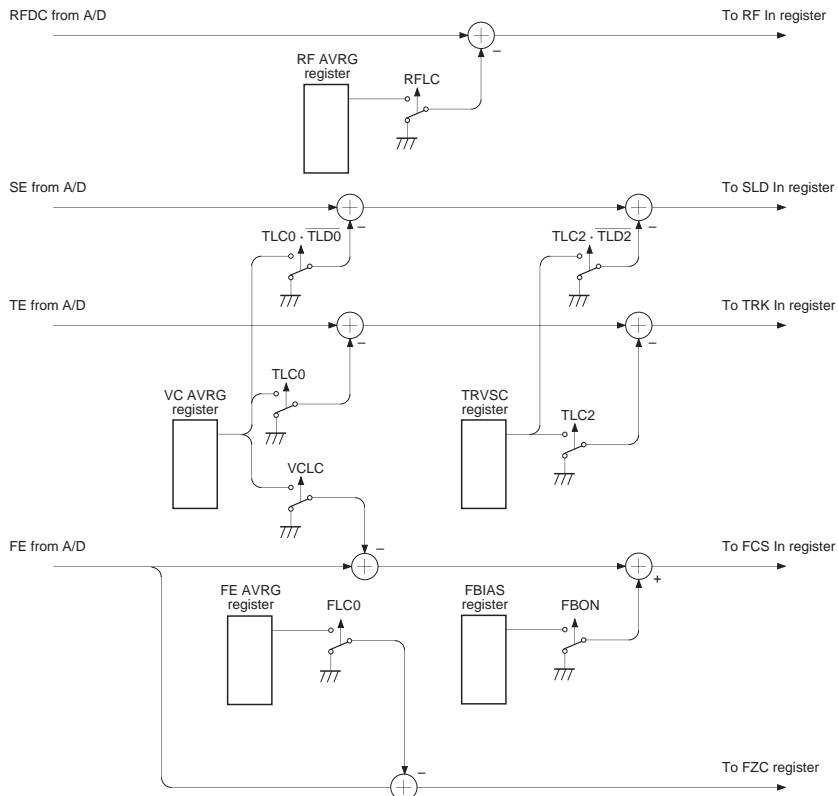 RFDC from A/D
To RF In register
RF AVRG
register
RFLC
−
SE from A/D
To SLD In register
−
−
TLC0 · T̅L̅D̅0̅
TLC2 · T̅L̅D̅2̅
TE from A/D
To TRK In register
−
−
TLC0
VC AVRG
register
TRVSC
register
TLC2
VCLC
FE from A/D
−
To FCS In register
+
FE AVRG
register
FLC0
FBIAS
register
FBON
To FZC register
−